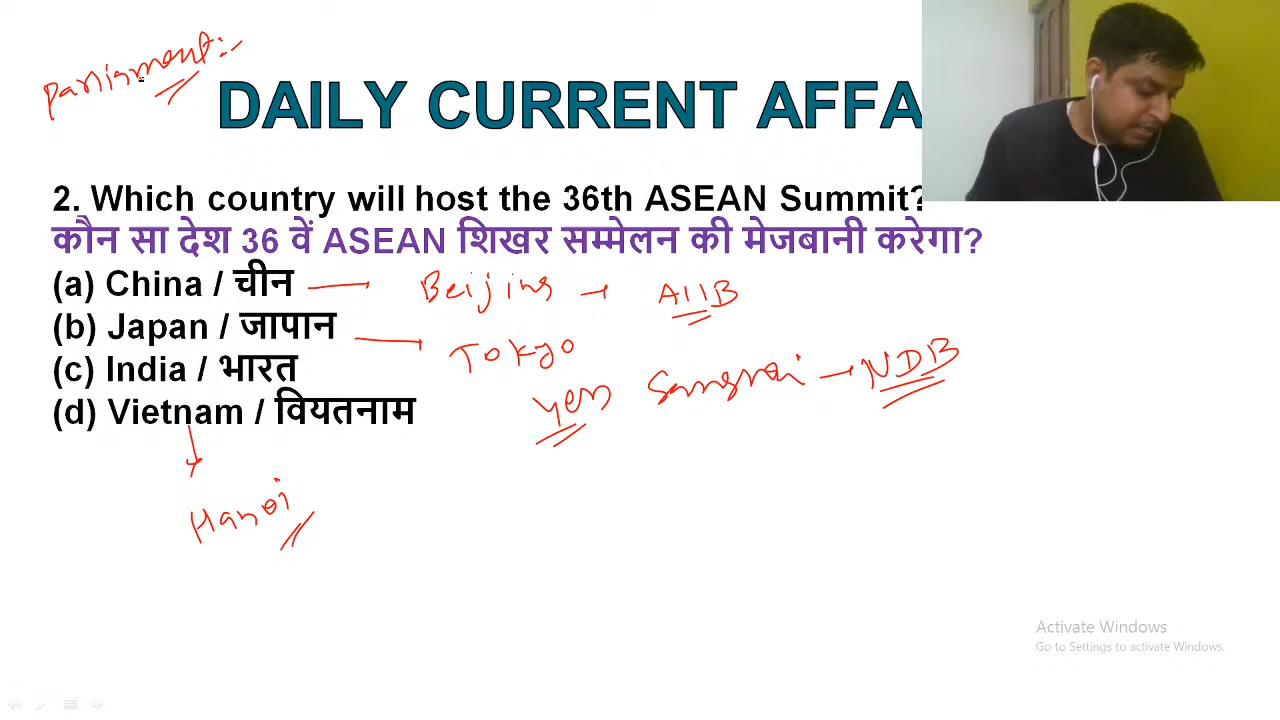 Parliament:-
DAILY CURRENT AFFA
2. Which country will host the 36th ASEAN Summit?
कौन सा देश 36 वें ASEAN शिखर सम्मेलन की मेजबानी करेगा?
(a) China / चीन — Beijing → AIIB
(b) Japan / जापान — Tokyo
(c) India / भारत
Yen Sanghai → NDB
(d) Vietnam / वियतनाम
Hanoi
Activate Windows
Go to Settings to activate Windows.